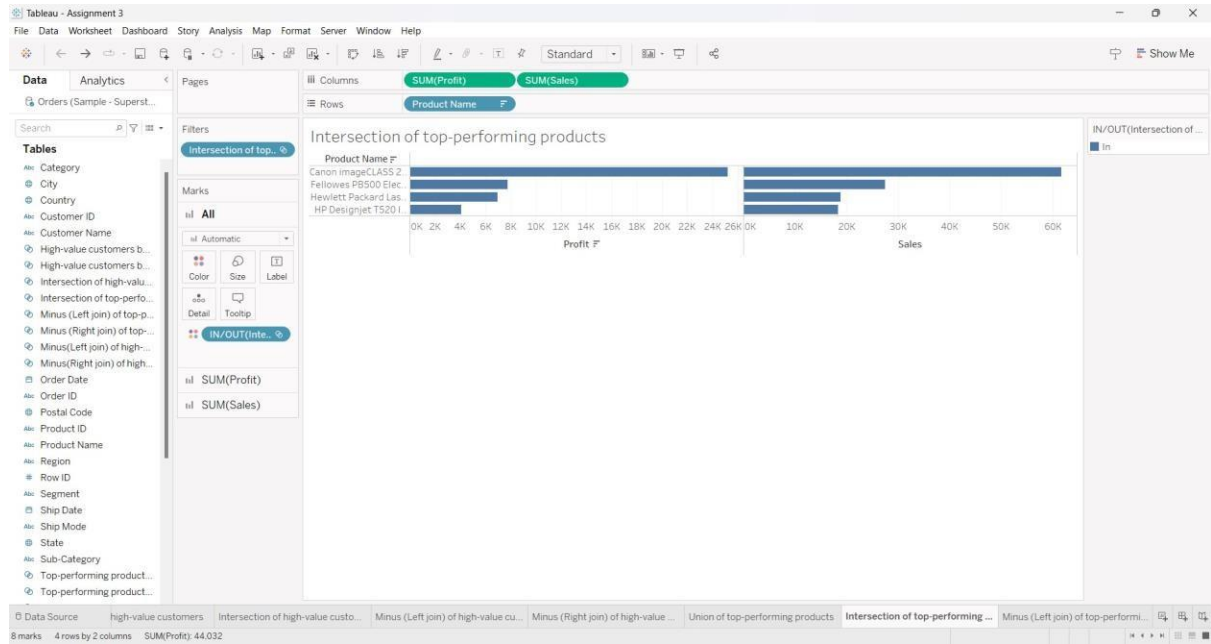 Tableau - Assignment 3
File Data Worksheet Dashboard Story Analysis Map Format Server Window Help
Standard
Show Me
Data Analytics
Pages
Columns SUM(Profit) SUM(Sales)
Orders (Sample - Superst...
Rows Product Name
Search
Filters
Intersection of top..
Tables
Abc Category
City
Country
Abc Customer ID
Abc Customer Name
High-value customers b...
High-value customers b...
Intersection of high-valu...
Intersection of top-perfo...
Minus (Left join) of top-p...
Minus (Right join) of top-...
Minus(Left join) of high-...
Minus(Right join) of high...
Order Date
Abc Order ID
Postal Code
Abc Product ID
Abc Product Name
Abc Region
# Row ID
Abc Segment
Ship Date
Abc Ship Mode
State
Abc Sub-Category
Top-performing product...
Top-performing product...
Marks
All
Automatic
Color Size Label
Detail Tooltip
IN/OUT(Inte..
SUM(Profit)
SUM(Sales)
Intersection of top-performing products
Product Name
Canon imageCLASS 2..
Fellowes PB500 Elec..
Hewlett Packard Las..
HP Designjet T520 I..
0K 2K 4K 6K 8K 10K 12K 14K 16K 18K 20K 22K 24K 26K 0K 10K 20K 30K 40K 50K 60K
Profit Sales
IN/OUT(Intersection of ...
In
Data Source high-value customers Intersection of high-value custo... Minus (Left join) of high-value cu... Minus (Right join) of high-value ... Union of top-performing products Intersection of top-performing ... Minus (Left join) of top-performi...
8 marks 4 rows by 2 columns SUM(Profit): 44.032